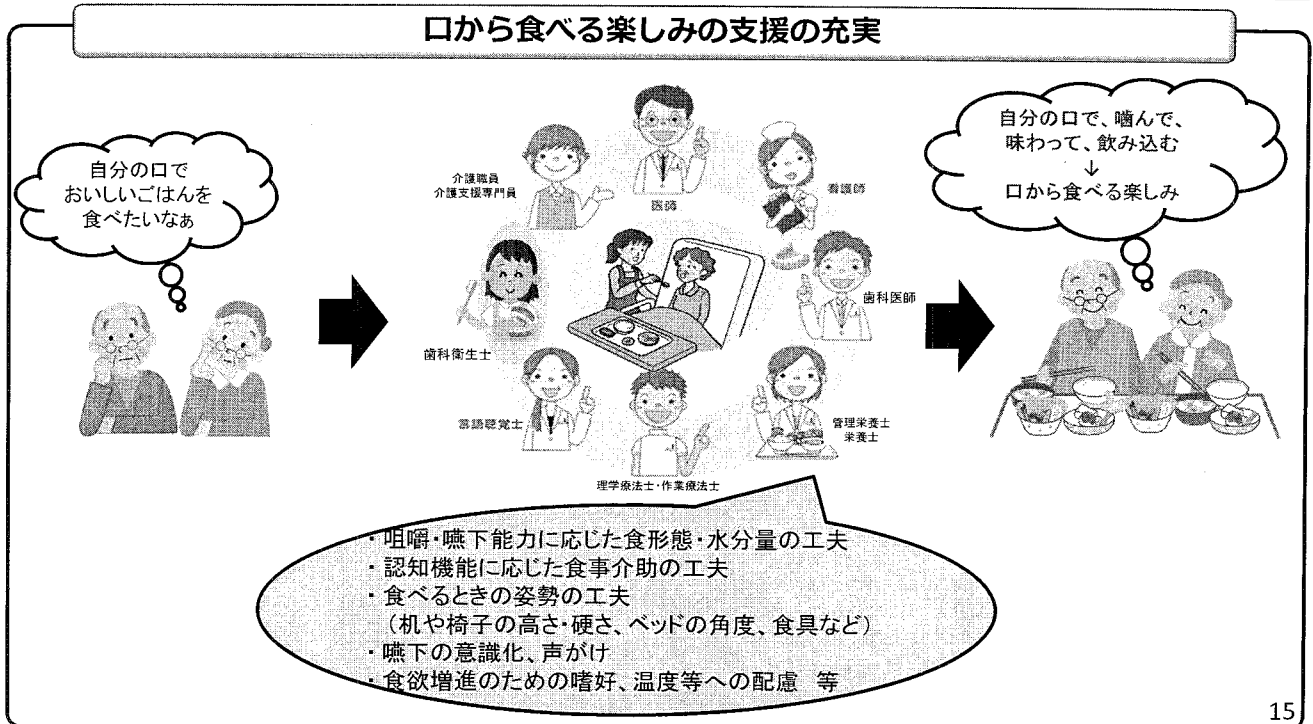 口から食べる楽しみの支援の充実
自分の口で
おいしいごはんを
食べたいなぁ
介護職員
介護支援専門員
医師
看護師
歯科医師
歯科衛生士
言語聴覚士
管理栄養士
栄養士
理学療法士・作業療法士
自分の口で、噛んで、
味わって、飲み込む
↓
口から食べる楽しみ
・咀嚼・嚥下能力に応じた食形態・水分量の工夫
・認知機能に応じた食事介助の工夫
・食べるときの姿勢の工夫
（机や椅子の高さ・硬さ、ベッドの角度、食具など）
・嚥下の意識化、声がけ
・食欲増進のための嗜好、温度等への配慮　等
15